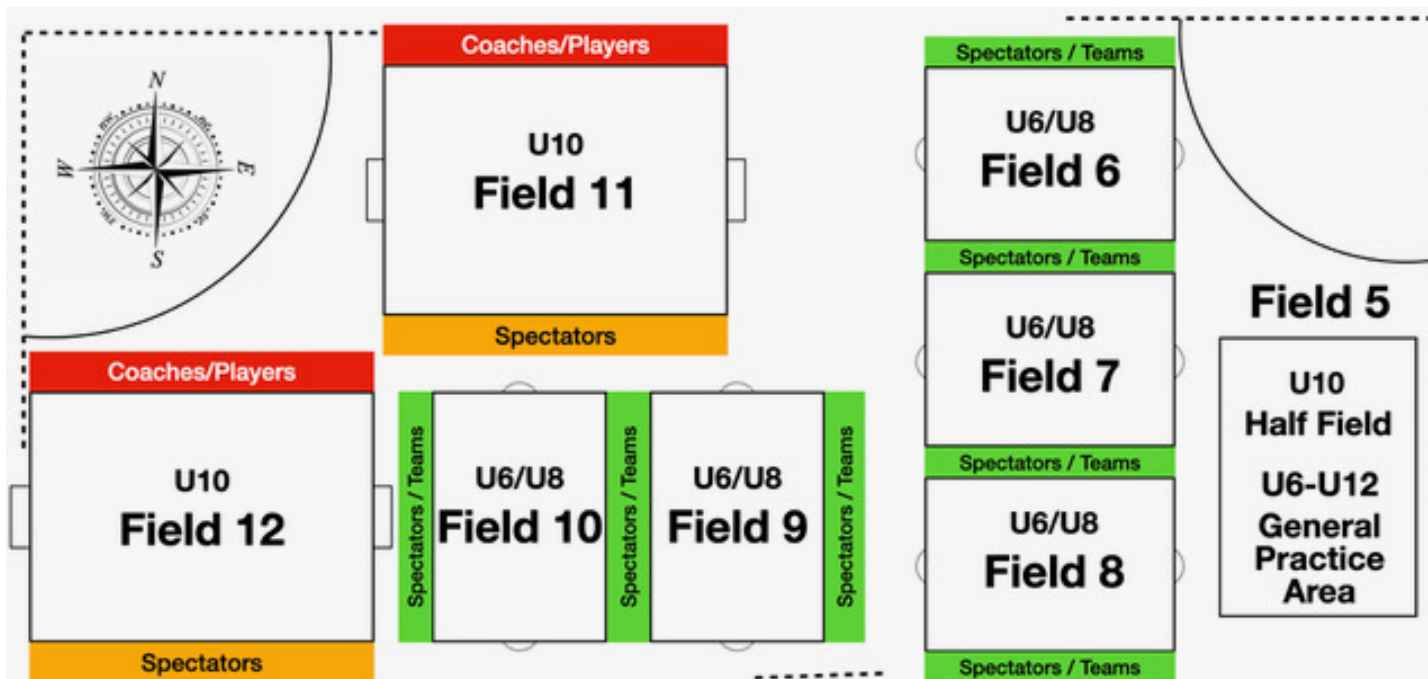 N
W
E
S
Coaches/Players
U10
Field 11
Spectators
Coaches/Players
U10
Field 12
Spectators
Spectators / Teams
U6/U8
Field 10
Spectators / Teams
U6/U8
Field 9
Spectators / Teams
Spectators / Teams
U6/U8
Field 6
Spectators / Teams
U6/U8
Field 7
Spectators / Teams
U6/U8
Field 8
Spectators / Teams
Field 5
U10
Half Field
U6-U12
General
Practice
Area